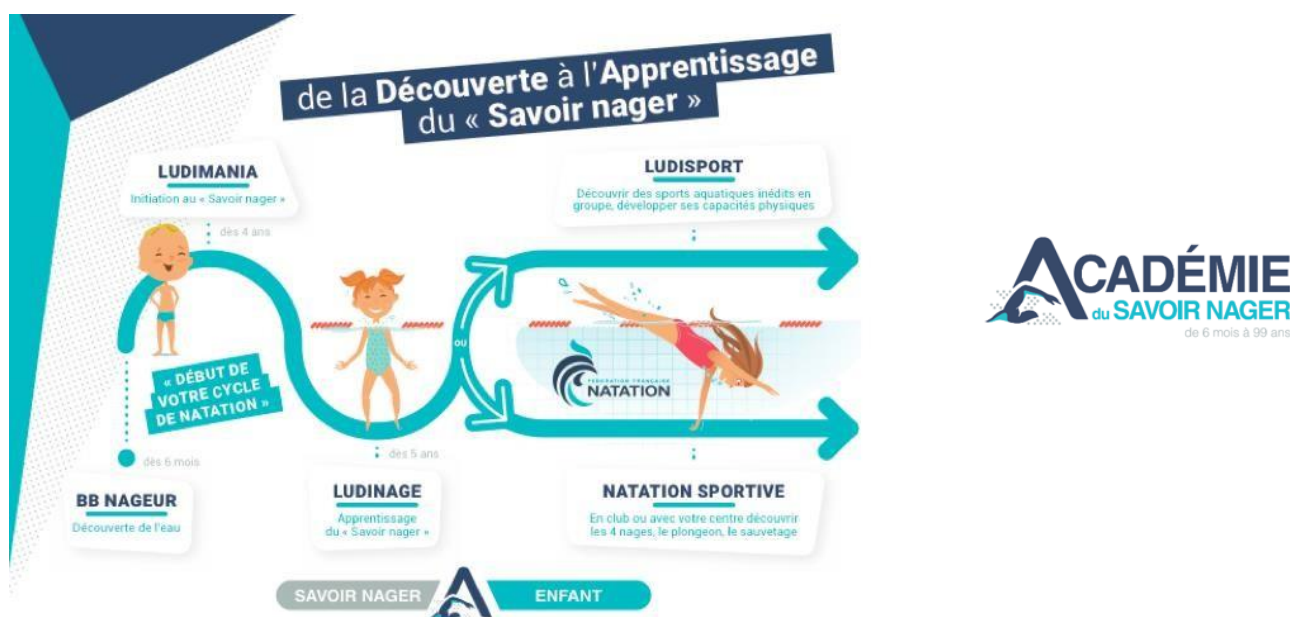 de la Découverte à l'Apprentissage
du « Savoir nager »
LUDIMANIA
Initiation au « Savoir nager »
dès 4 ans
LUDISPORT
Découvrir des sports aquatiques inédits en
groupe, développer ses capacités physiques
OU
« DÉBUT DE
VOTRE CYCLE
DE NATATION »
FÉDÉRATION FRANÇAISE
NATATION
dès 6 mois
BB NAGEUR
Découverte de l'eau
dès 5 ans
LUDINAGE
Apprentissage
du « Savoir nager »
NATATION SPORTIVE
En club ou avec votre centre découvrir
les 4 nages, le plongeon, le sauvetage
SAVOIR NAGER
ENFANT
ACADÉMIE
du SAVOIR NAGER
de 6 mois à 99 ans